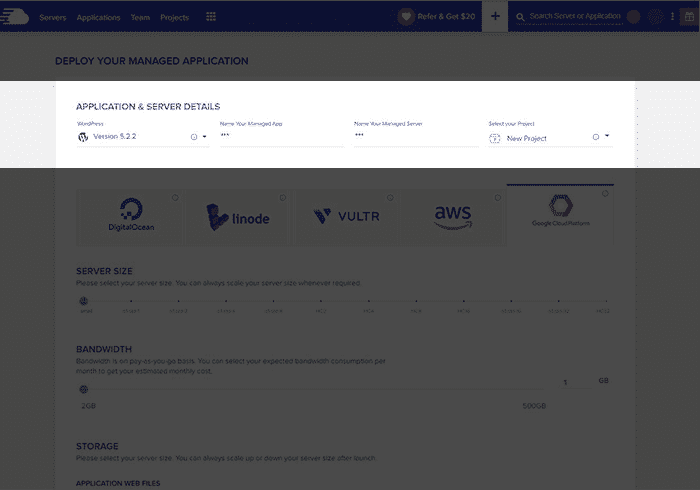 Servers Applications Team Projects Refer & Get $20 + Search Server or Application
DEPLOY YOUR MANAGED APPLICATION
APPLICATION & SERVER DETAILS
WordPress Name Your Managed App Name Your Managed Server Select your Project
Version 5.2.2 *** *** New Project
DigitalOcean linode VULTR aws Google Cloud Platform
SERVER SIZE
Please select your server size. You can always scale your server size whenever required.
BANDWIDTH
Bandwidth is on pay-as-you-go basis. You can select your expected bandwidth consumption per
month to get your estimated monthly cost.
GB
2GB 500GB
STORAGE
Please select your server size. You can always scale up or down your server size after launch
APPLICATION WEB FILES